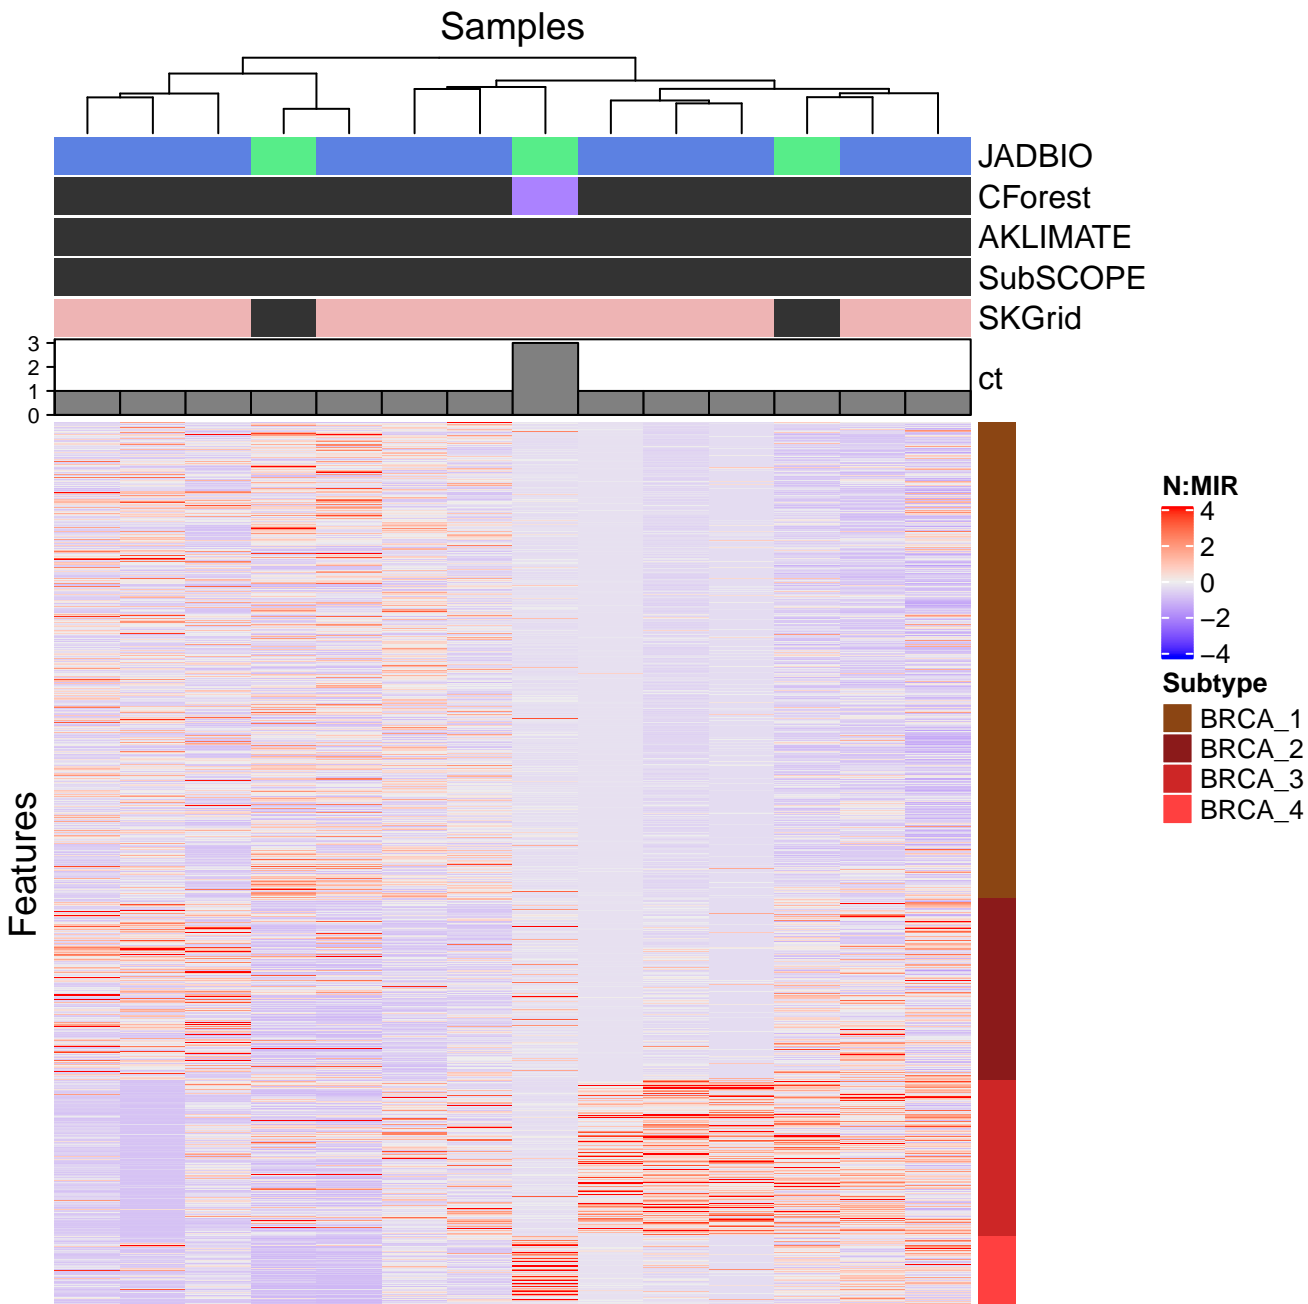 Samples
JADBIO
CForest
AKLIMATE
SubSCOPE
SKGrid
3
2
1
0
ct
Features
N:MIR
4
2
0
−2
−4
Subtype
BRCA_1
BRCA_2
BRCA_3
BRCA_4